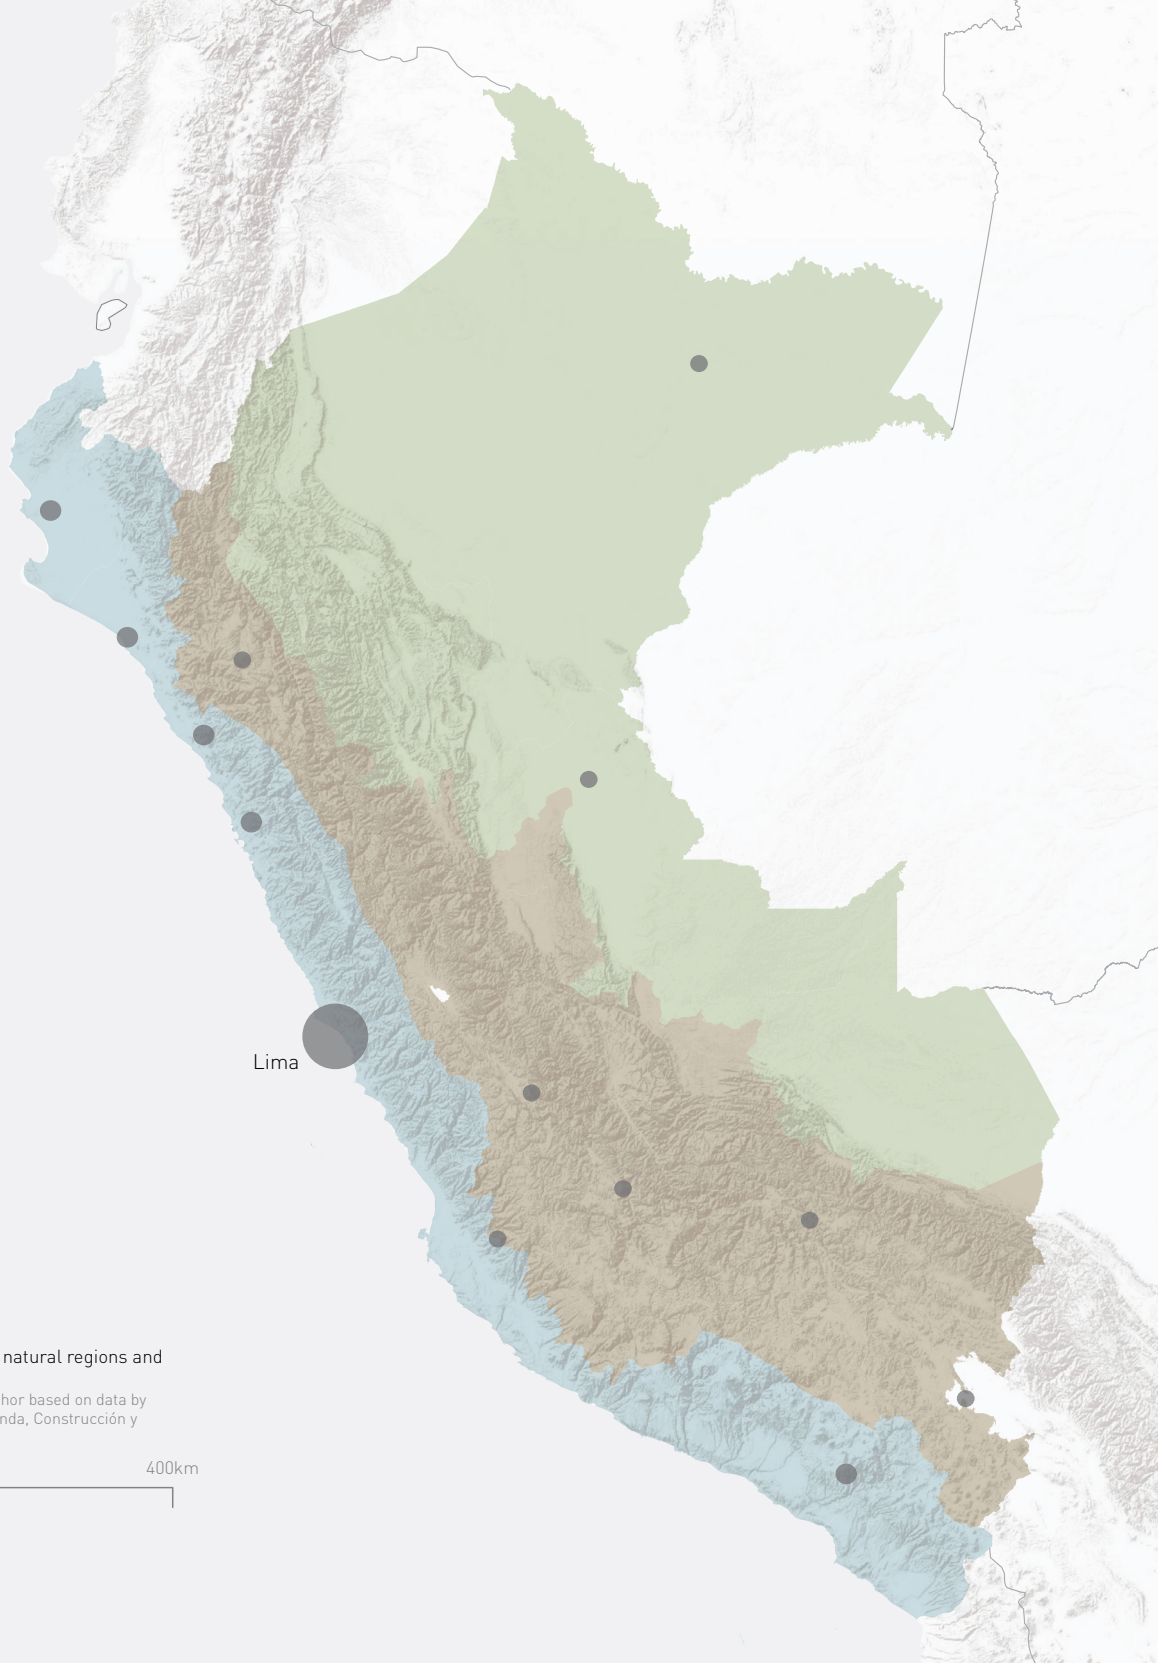 Lima
natural regions and
hor based on data by
nda, Construcción y
400km